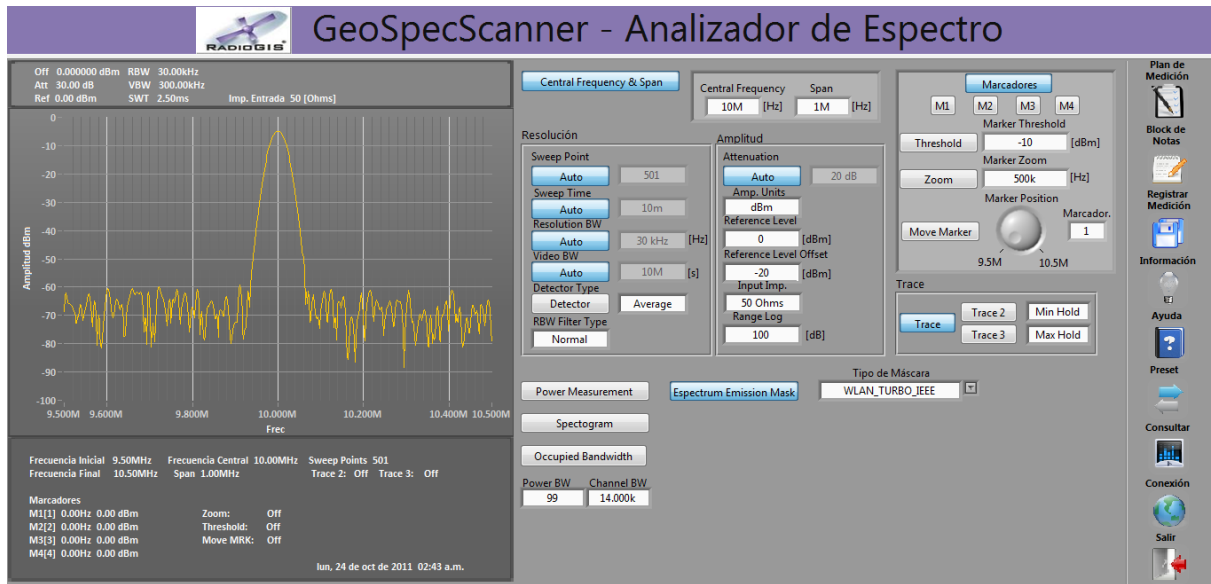 RADIOGIS
GeoSpecScanner - Analizador de Espectro
Off 0.000000 dBm RBW 30.00kHz
Att 30.00 dB VBW 300.00kHz
Ref 0.00 dBm SWT 2.50ms Imp. Entrada 50 [Ohms]
0
-10
-20
-30
-40
-50
-60
-70
-80
-90
-100
Amplitud dBm
9.500M 9.600M 9.800M 10.000M 10.200M 10.400M 10.500M
Frec
Frecuencia Inicial 9.50MHz Frecuencia Central 10.00MHz Sweep Points 501
Frecuencia Final 10.50MHz Span 1.00MHz Trace 2: Off Trace 3: Off
Marcadores
M1[1] 0.00Hz 0.00 dBm Zoom: Off
M2[2] 0.00Hz 0.00 dBm Threshold: Off
M3[3] 0.00Hz 0.00 dBm Move MRK: Off
M4[4] 0.00Hz 0.00 dBm
lun, 24 de oct de 2011 02:43 a.m.
Central Frequency & Span
Central Frequency Span
10M [Hz] 1M [Hz]
Resolución
Sweep Point
Auto 501
Sweep Time
Auto 10m
Resolution BW
Auto 30 kHz [Hz]
Video BW
Auto 10M [s]
Detector Type
Detector Average
RBW Filter Type
Normal
Amplitud
Attenuation
Auto 20 dB
Amp. Units
dBm
Reference Level
0 [dBm]
Reference Level Offset
-20 [dBm]
Input Imp.
50 Ohms
Range Log
100 [dB]
Marcadores
M1 M2 M3 M4
Marker Threshold
Threshold -10 [dBm]
Marker Zoom
Zoom 500k [Hz]
Marker Position
Marcador.
Move Marker 1
9.5M 10.5M
Trace
Trace
Trace 2 Min Hold
Trace 3 Max Hold
Power Measurement
Espectrum Emission Mask
Tipo de Máscara
WLAN_TURBO_IEEE
Spectogram
Occupied Bandwidth
Power BW Channel BW
99 14.000k
Plan de
Medición
Block de
Notas
Registrar
Medición
Información
Ayuda
?
Preset
Consultar
Conexión
Salir